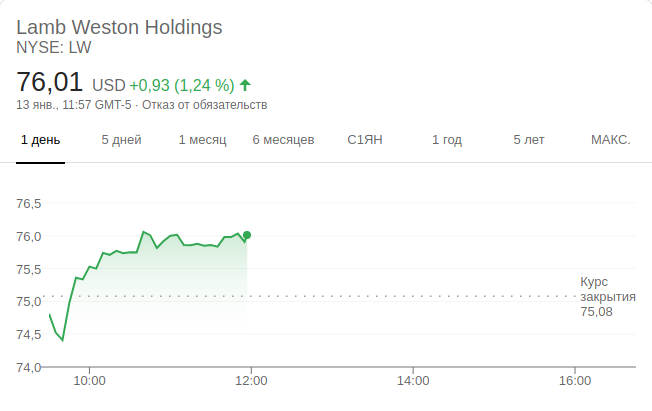 Lamb Weston Holdings
NYSE: LW
76,01 USD +0,93 (1,24 %)
13 янв., 11:57 GMT-5 · Отказ от обязательств
1 день 5 дней 1 месяц 6 месяцев С1ЯН 1 год 5 лет МАКС.
76,5
76,0
75,5
75,0
74,5
74,0
Курс
закрытия
75,08
10:00 12:00 14:00 16:00